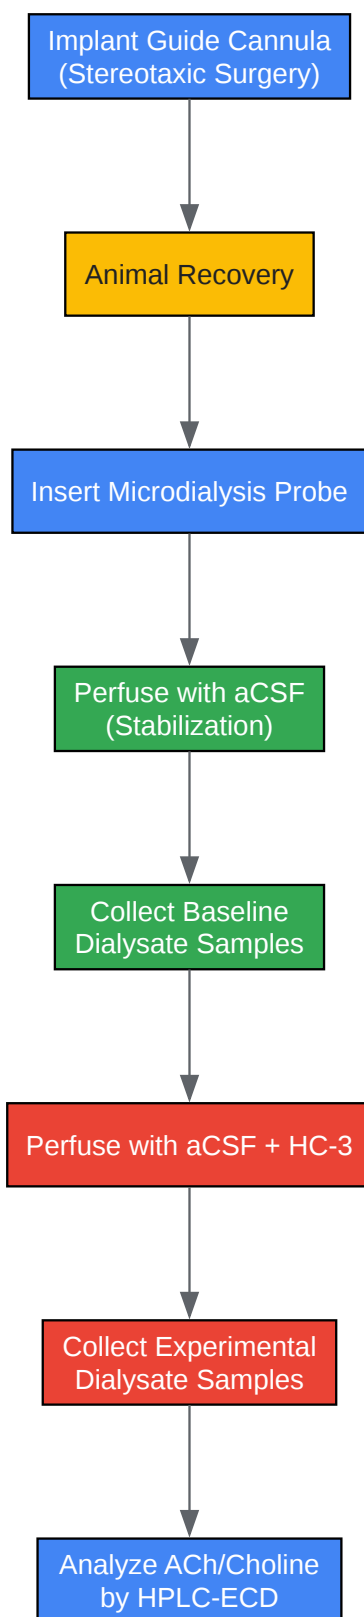 Implant Guide Cannula
(Stereotaxic Surgery)
Animal Recovery
Insert Microdialysis Probe
Perfuse with aCSF
(Stabilization)
Collect Baseline
Dialysate Samples
Perfuse with aCSF + HC-3
Collect Experimental
Dialysate Samples
Analyze ACh/Choline
by HPLC-ECD